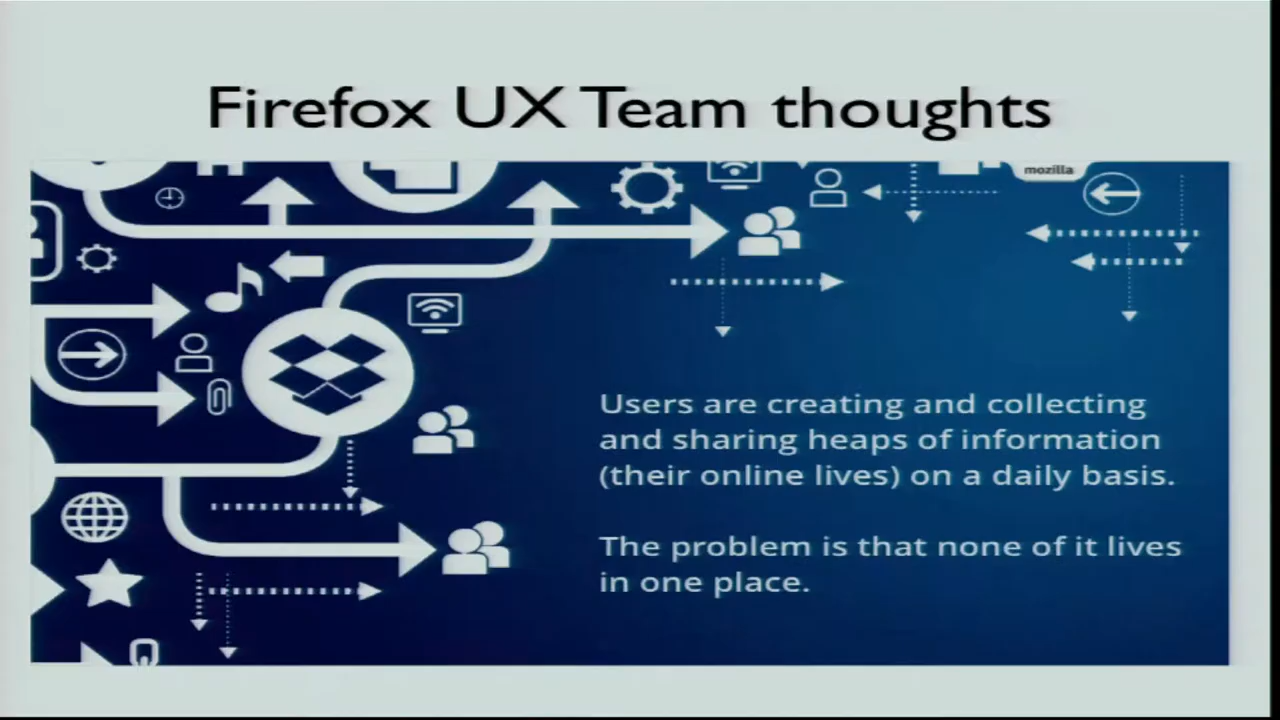 Firefox UX Team thoughts
mozilla
Users are creating and collecting
and sharing heaps of information
(their online lives) on a daily basis.
The problem is that none of it lives
in one place.